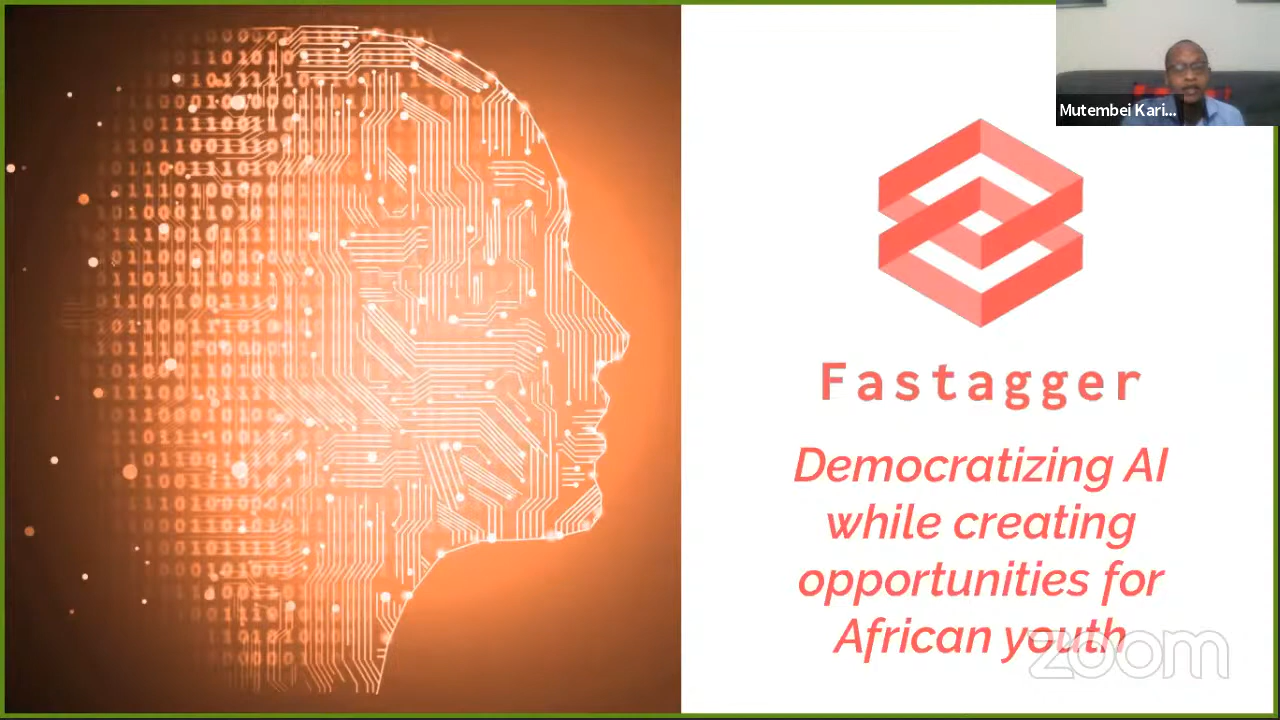 Mutembei Kari...
Fastagger
Democratizing AI
while creating
opportunities for
African youth
zoom